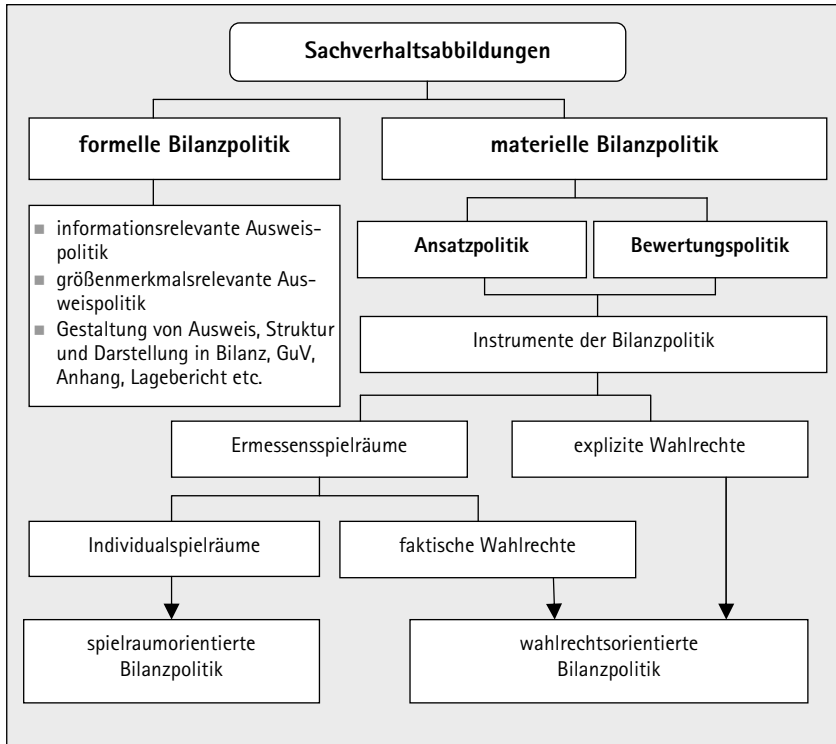 Sachverhaltsabbildungen
formelle Bilanzpolitik
materielle Bilanzpolitik
informationsrelevante Ausweis-
politik
größenmerkmalsrelevante Aus-
weispolitik
Gestaltung von Ausweis, Struktur
und Darstellung in Bilanz, GuV,
Anhang, Lagebericht etc.
Ansatzpolitik
Bewertungspolitik
Instrumente der Bilanzpolitik
Ermessensspielräume
explizite Wahlrechte
Individualspielräume
faktische Wahlrechte
spielraumorientierte
Bilanzpolitik
wahlrechtsorientierte
Bilanzpolitik